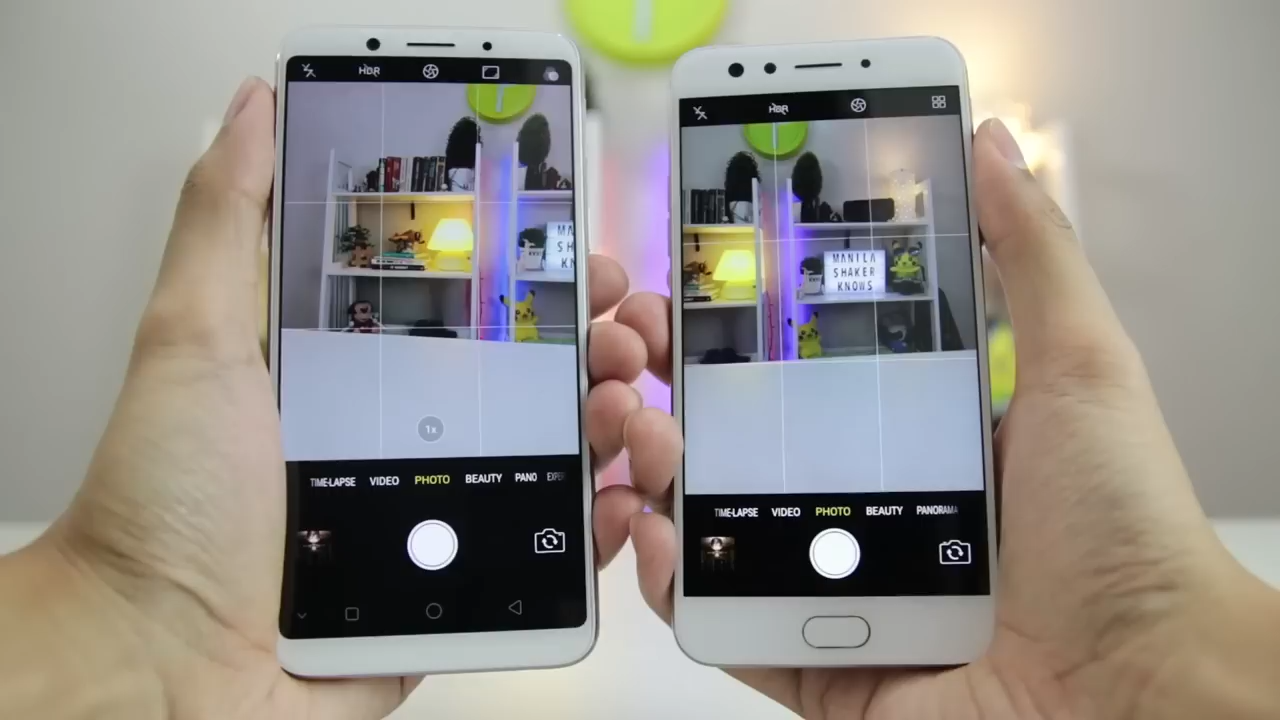 HDR
1x
TIME-LAPSE VIDEO PHOTO BEAUTY PANO
HDR
MANILA
SHAKER
KNOWS
TIME-LAPSE VIDEO PHOTO BEAUTY PANORAMA